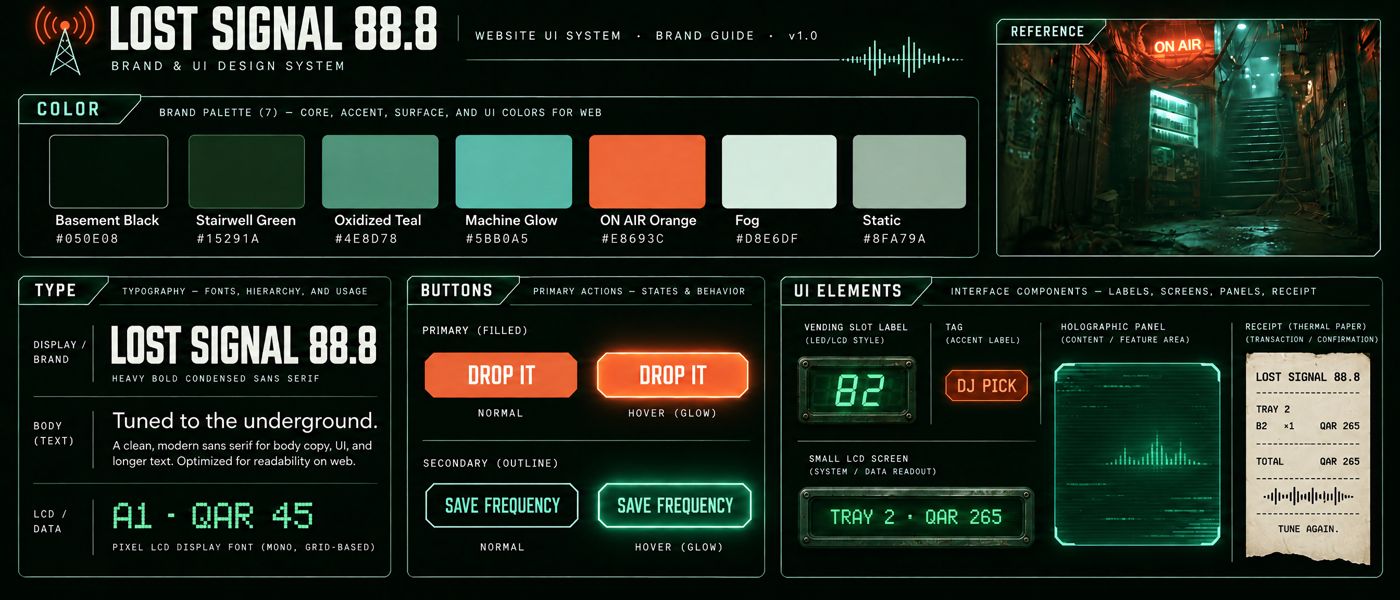 LOST SIGNAL 88.8
BRAND & UI DESIGN SYSTEM
WEBSITE UI SYSTEM · BRAND GUIDE · v1.0
REFERENCE
ON AIR
COLOR
BRAND PALETTE (7) — CORE, ACCENT, SURFACE, AND UI COLORS FOR WEB
Basement Black
#050E08
Stairwell Green
#15291A
Oxidized Teal
#4E8D78
Machine Glow
#5BB0A5
ON AIR Orange
#E8693C
Fog
#D8E6DF
Static
#8FA79A
TYPE
TYPOGRAPHY — FONTS, HIERARCHY, AND USAGE
DISPLAY /
BRAND
LOST SIGNAL 88.8
HEAVY BOLD CONDENSED SANS SERIF
BODY
(TEXT)
Tuned to the underground.
A clean, modern sans serif for body copy, UI, and
longer text. Optimized for readability on web.
LCD /
DATA
A1 - QAR 45
PIXEL LCD DISPLAY FONT (MONO, GRID-BASED)
BUTTONS
PRIMARY ACTIONS — STATES & BEHAVIOR
PRIMARY (FILLED)
DROP IT
DROP IT
NORMAL
HOVER (GLOW)
SECONDARY (OUTLINE)
SAVE FREQUENCY
SAVE FREQUENCY
NORMAL
HOVER (GLOW)
UI ELEMENTS
INTERFACE COMPONENTS — LABELS, SCREENS, PANELS, RECEIPT
VENDING SLOT LABEL
(LED/LCD STYLE)
82
TAG
(ACCENT LABEL)
DJ PICK
SMALL LCD SCREEN
(SYSTEM / DATA READOUT)
TRAY 2 · QAR 265
HOLOGRAPHIC PANEL
(CONTENT / FEATURE AREA)
RECEIPT (THERMAL PAPER)
(TRANSACTION / CONFIRMATION)
LOST SIGNAL 88.8
TRAY 2
B2 ×1 QAR 265
TOTAL QAR 265
TUNE AGAIN.